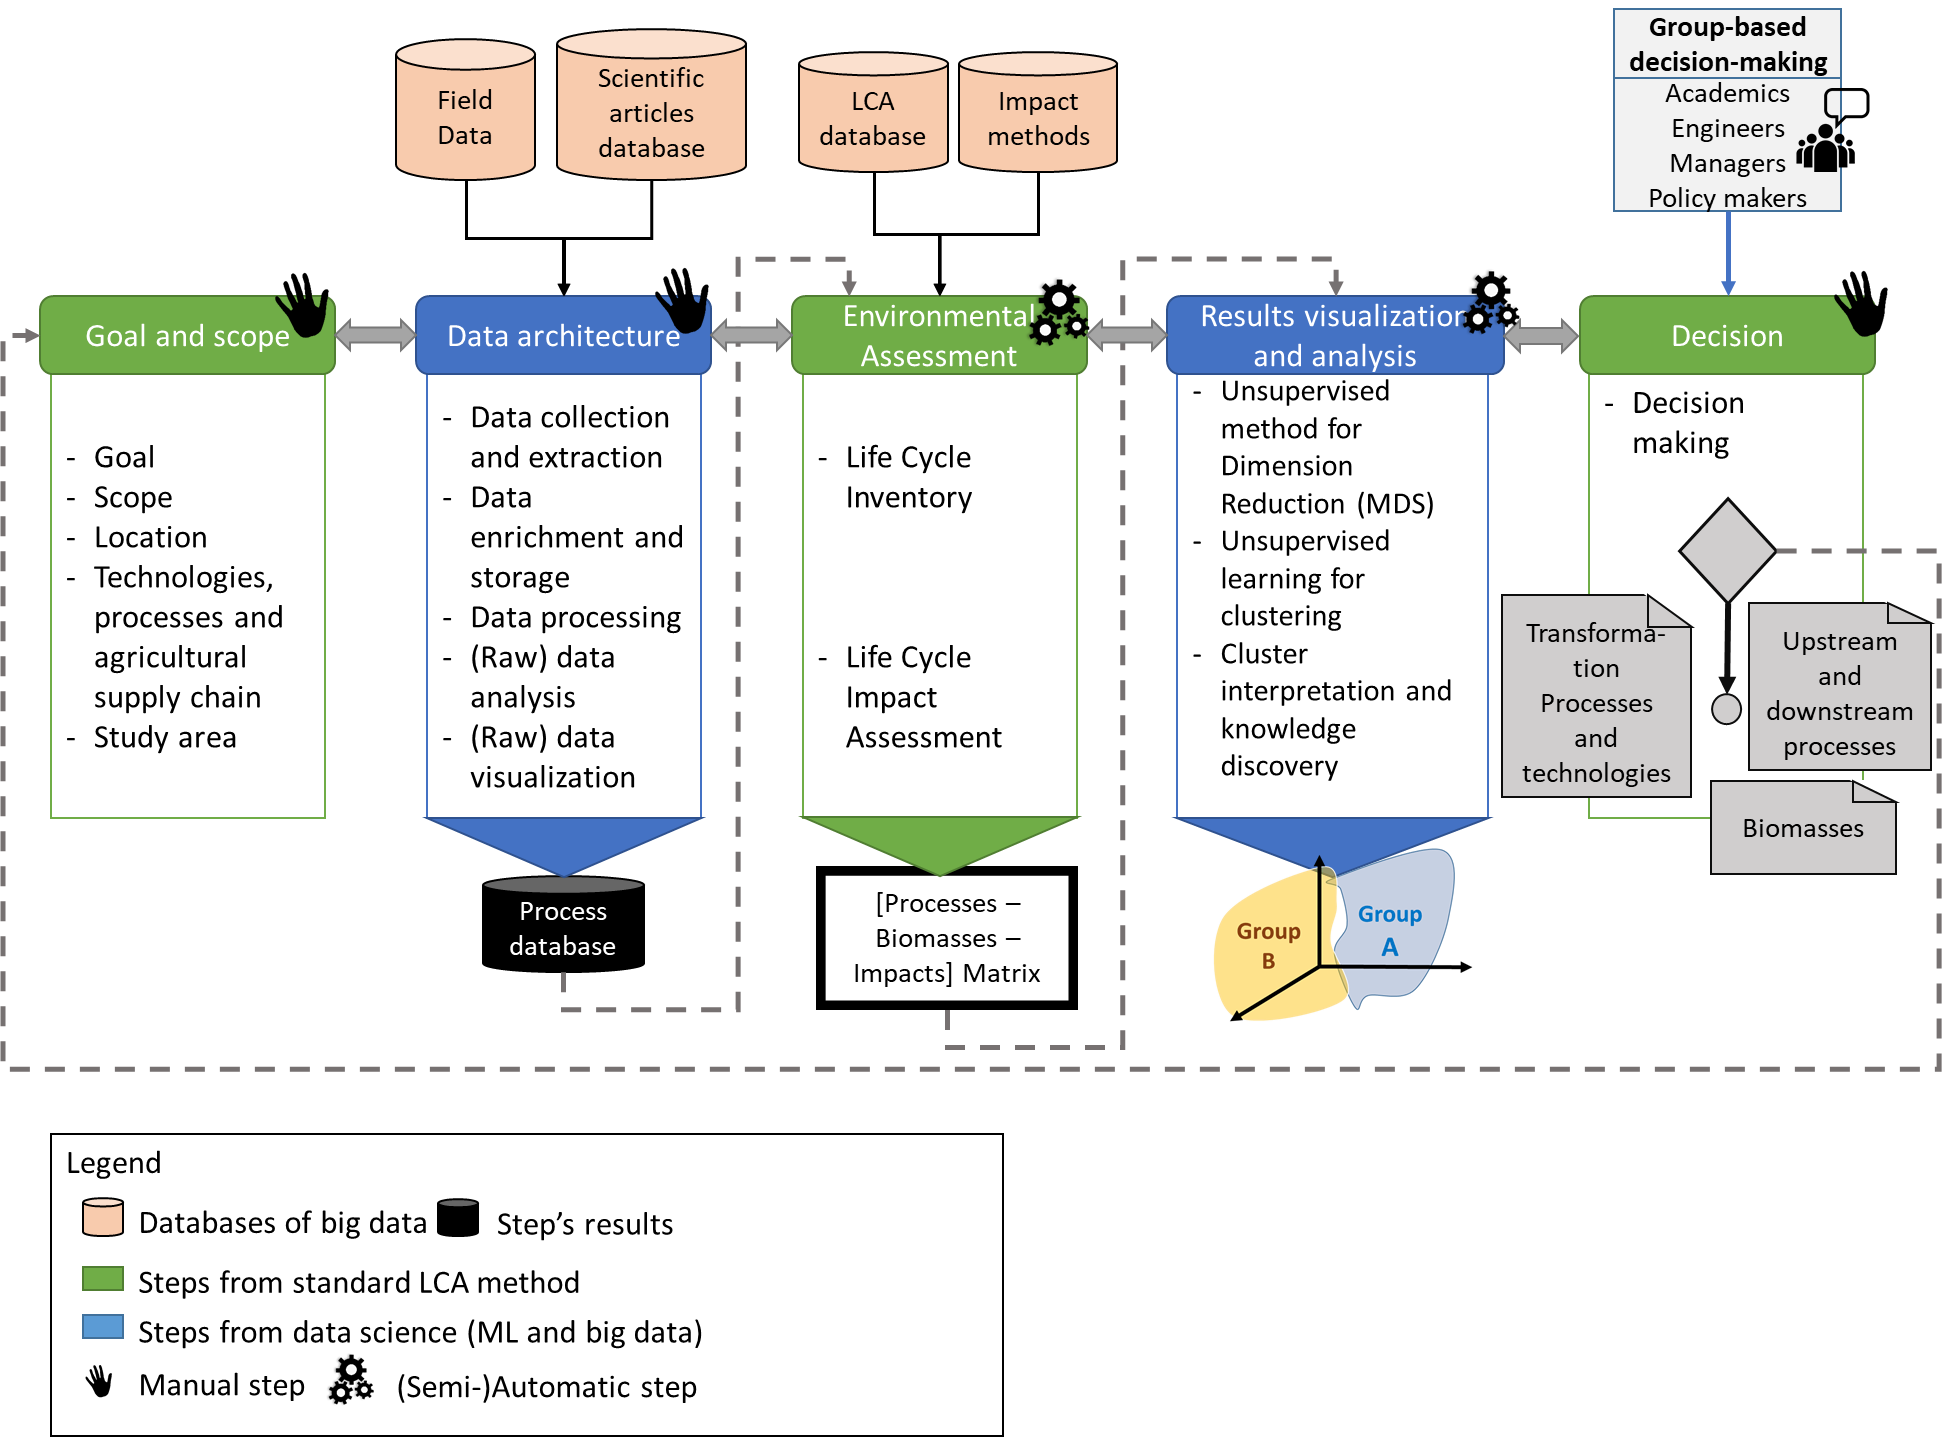 Field
Data
Scientific
articles
database
LCA
database
Impact
methods
Group-based
decision-making
Academics
Engineers
Managers
Policy makers
Goal and scope
Data architecture
Environmental
Assessment
Results visualization
and analysis
Decision
- Goal
- Scope
- Location
- Technologies,
processes and
agricultural
supply chain
- Study area
- Data collection
and extraction
- Data
enrichment and
storage
- Data processing
- (Raw) data
analysis
- (Raw) data
visualization
- Life Cycle
Inventory
- Life Cycle
Impact
Assessment
- Unsupervised
method for
Dimension
Reduction (MDS)
- Unsupervised
learning for
clustering
- Cluster
interpretation and
knowledge
discovery
- Decision
making
Transforma-
tion
Processes
and
technologies
Upstream
and
downstream
processes
Biomasses
Process
database
[Processes –
Biomasses –
Impacts] Matrix
Group
B
Group
A
Legend
Databases of big data
Step’s results
Steps from standard LCA method
Steps from data science (ML and big data)
Manual step
(Semi-)Automatic step